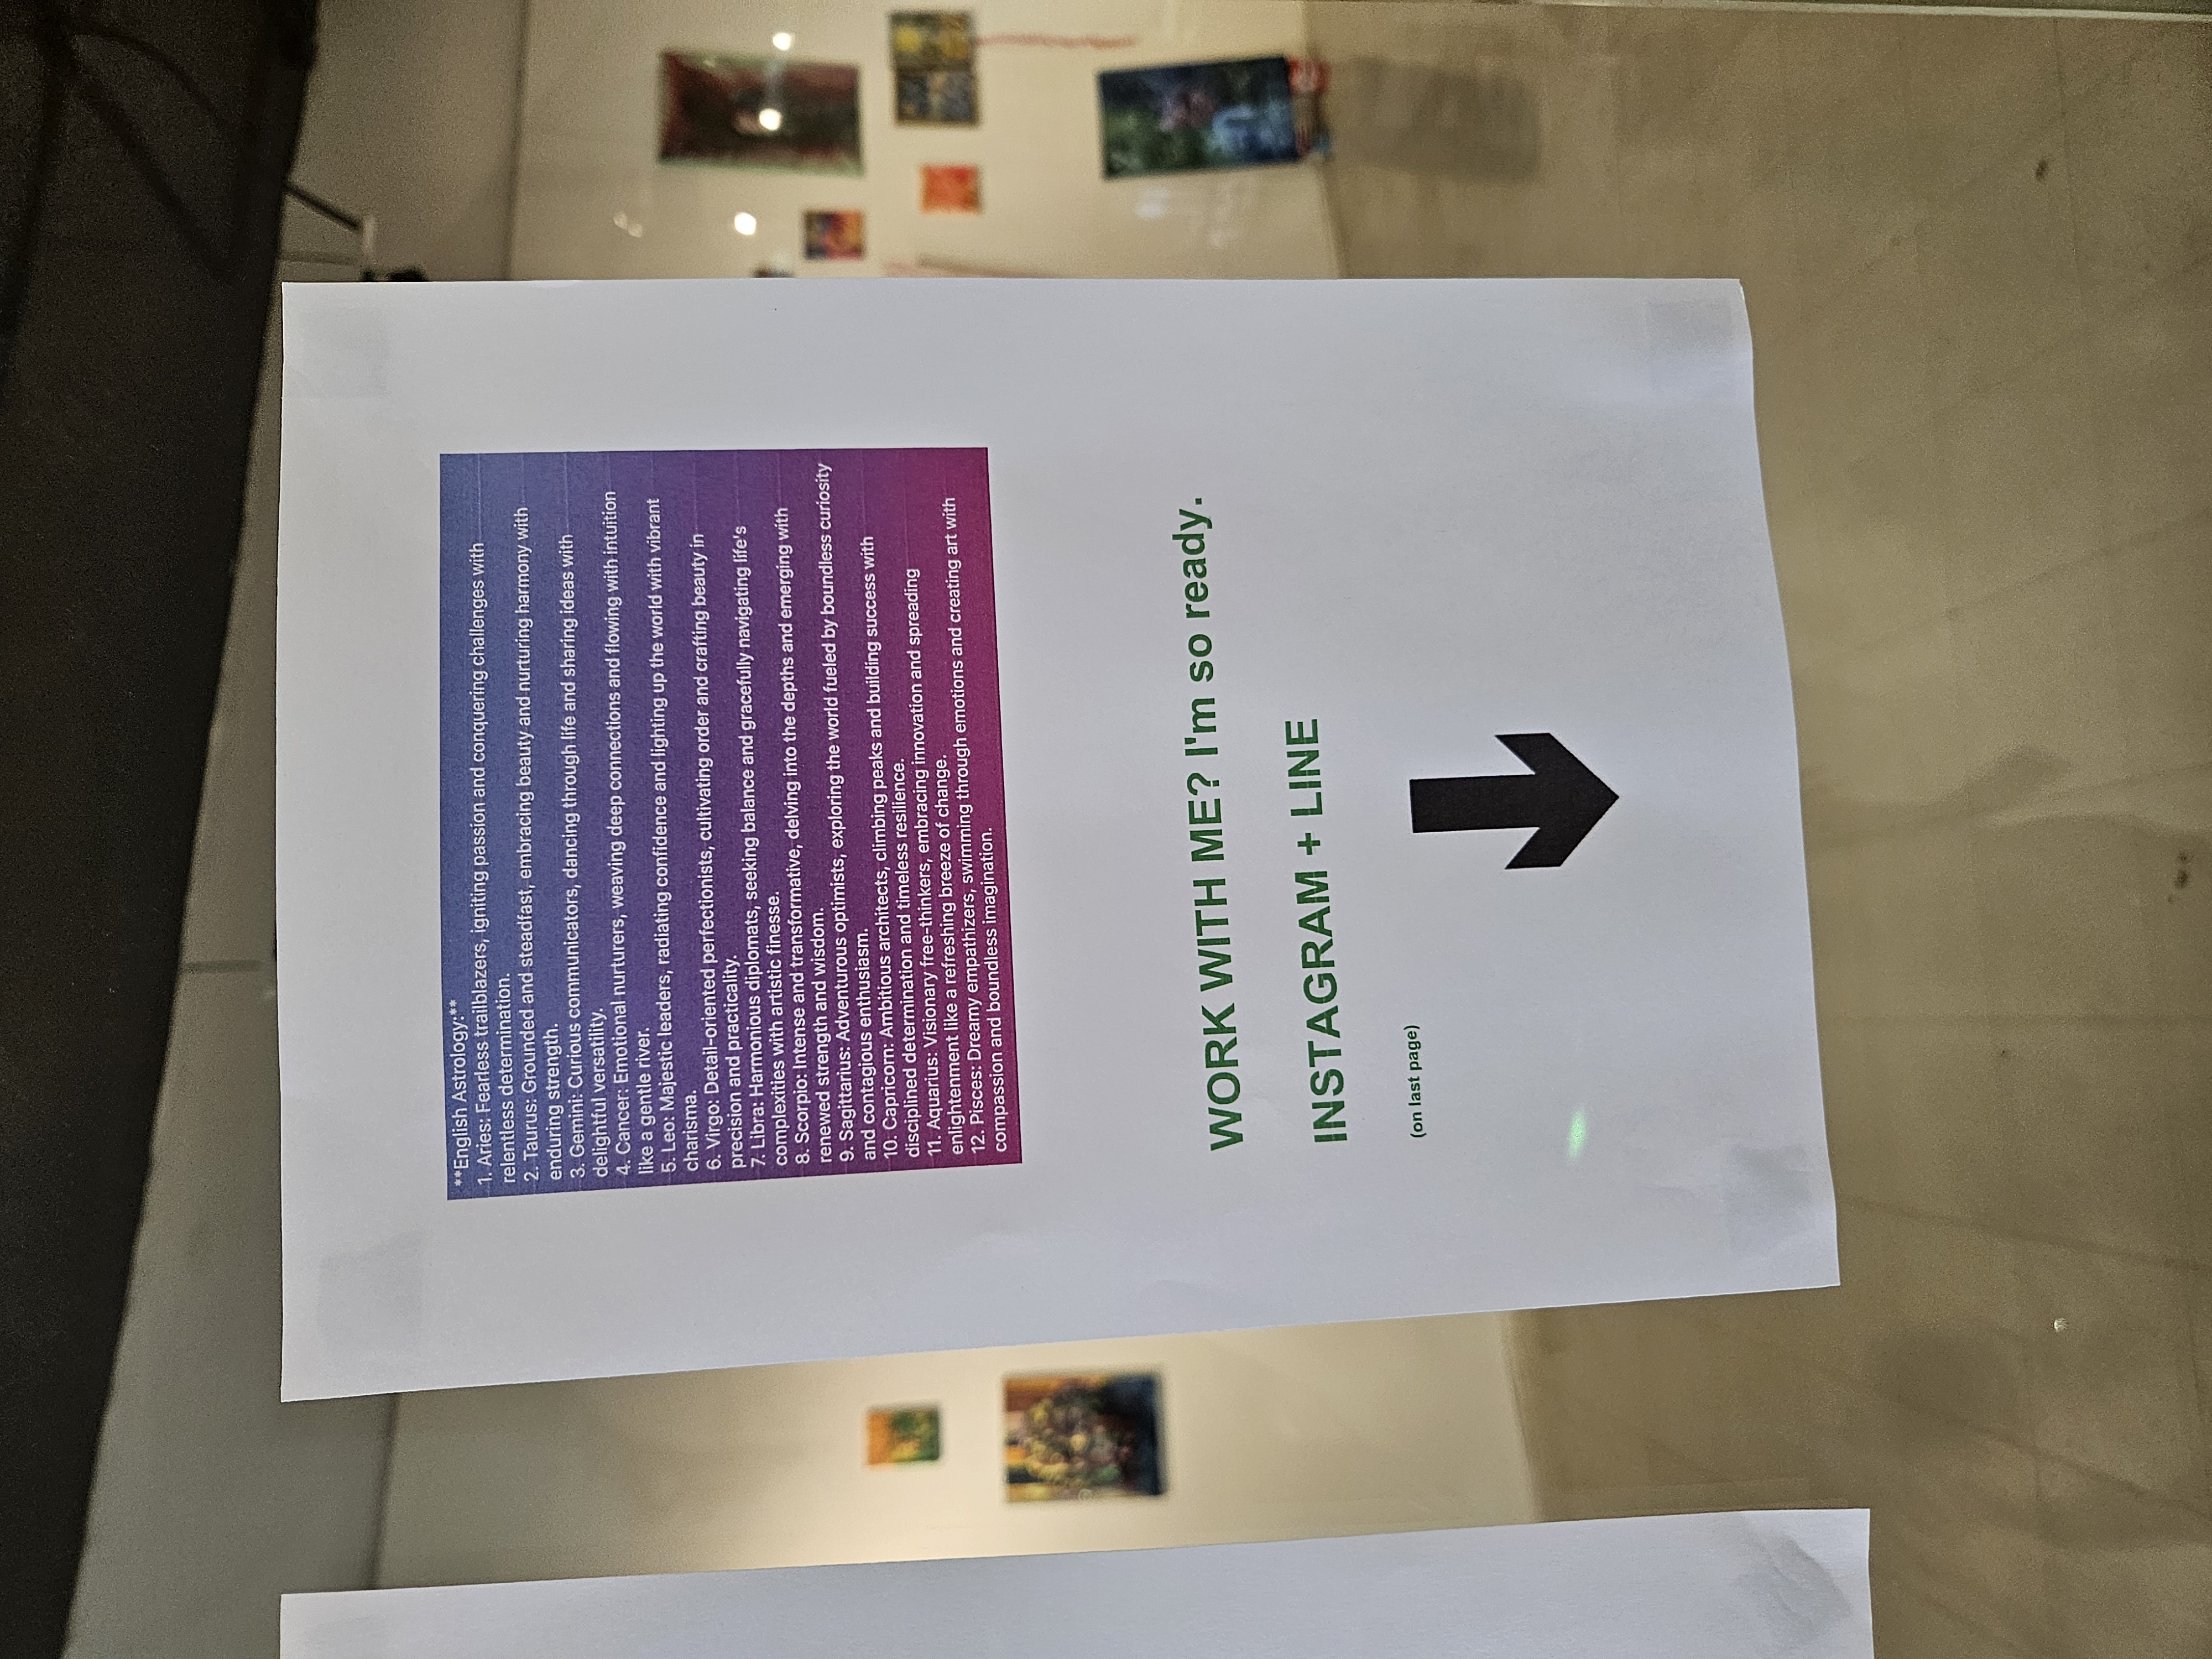 **English Astrology:**
1. Aries: Fearless trailblazers, igniting passion and conquering challenges with
relentless determination.
2. Taurus: Grounded and steadfast, embracing beauty and nurturing harmony with
enduring strength.
3. Gemini: Curious communicators, dancing through life and sharing ideas with
delightful versatility.
4. Cancer: Emotional nurturers, weaving deep connections and flowing with intuition
like a gentle river.
5. Leo: Majestic leaders, radiating confidence and lighting up the world with vibrant
charisma.
6. Virgo: Detail-oriented perfectionists, cultivating order and crafting beauty in
precision and practicality.
7. Libra: Harmonious diplomats, seeking balance and gracefully navigating life's
complexities with artistic finesse.
8. Scorpio: Intense and transformative, delving into the depths and emerging with
renewed strength and wisdom.
9. Sagittarius: Adventurous optimists, exploring the world fueled by boundless curiosity
and contagious enthusiasm.
10. Capricorn: Ambitious architects, climbing peaks and building success with
disciplined determination and timeless resilience.
11. Aquarius: Visionary free-thinkers, embracing innovation and spreading
enlightenment like a refreshing breeze of change.
12. Pisces: Dreamy empathizers, swimming through emotions and creating art with
compassion and boundless imagination.
WORK WITH ME? I'm so ready.
INSTAGRAM + LINE
(on last page)